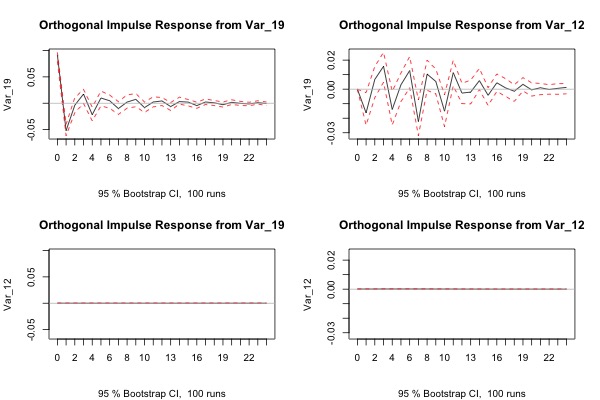 Orthogonal Impulse Response from Var_19
Var_19
0.05
-0.05
0 2 4 6 8 10 13 16 19 22
95 % Bootstrap CI, 100 runs
Orthogonal Impulse Response from Var_12
Var_19
0.02
0.00
-0.03
0 2 4 6 8 10 13 16 19 22
95 % Bootstrap CI, 100 runs
Orthogonal Impulse Response from Var_19
Var_12
0.05
-0.05
0 2 4 6 8 10 13 16 19 22
95 % Bootstrap CI, 100 runs
Orthogonal Impulse Response from Var_12
Var_12
0.02
0.00
-0.03
0 2 4 6 8 10 13 16 19 22
95 % Bootstrap CI, 100 runs